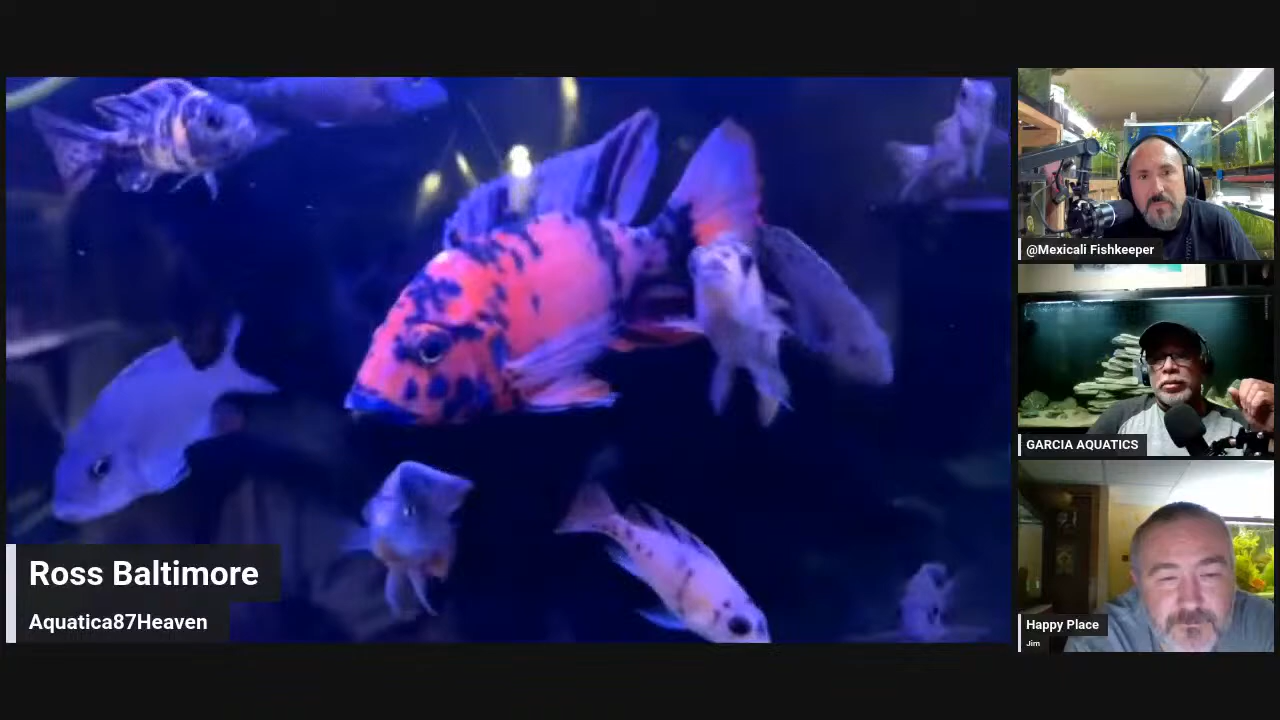 Ross Baltimore
Aquatica87Heaven
@Mexicali Fishkeeper
GARCIA AQUATICS
Happy Place
Jim